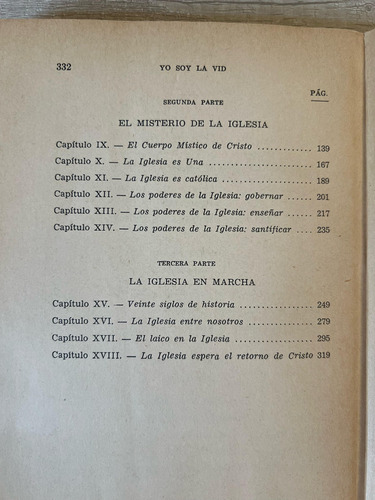 332 YO SOY LA VID
PÁG.
SEGUNDA PARTE
EL MISTERIO DE LA IGLESIA
Capítulo IX. — El Cuerpo Mistico de Cristo ............... 139
Capítulo X. — La Iglesia es Una .................... 167
Capítulo XI. — La Iglesia es católica .................. 189
Capítulo XII. — Los poderes de la Iglesia: gobernar .... 201
Capítulo XIII. — Los poderes de la Iglesia: enseñar ..... 217
Capítulo XIV. — Los poderes de la Iglesia: santificar .... 235
TERCERA PARTE
LA IGLESIA EN MARCHA
Capítulo XV. — Veinte siglos de historia ............... 249
Capítulo XVI. — La Iglesia entre nosotros ............. 279
Capítulo XVII. — El laico en la Iglesia ................ 295
Capítulo XVIII. — La Iglesia espera el retorno de Cristo 319